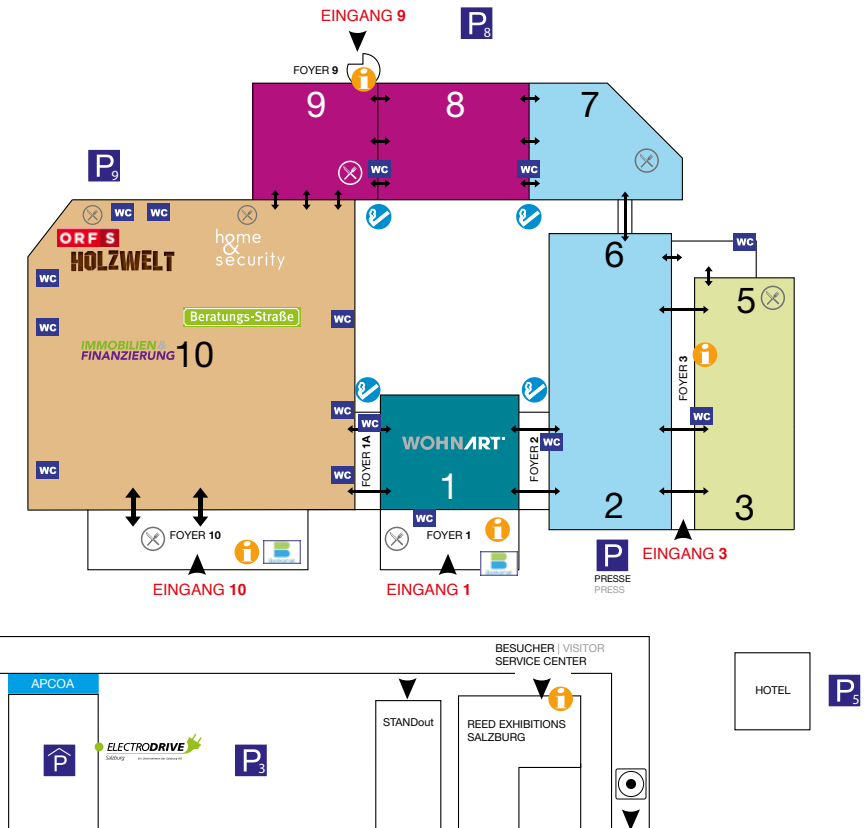 EINGANG 9
P8
FOYER 9
9
8
7
WC
WC
P9
WC
WC
ORF S
HOLZWELT
home
&
security
6
WC
WC
5
WC
Beratungs-Straße
WC
IMMOBILIEN &
FINANZIERUNG
10
FOYER 3
WC
WC
WC
FOYER 1A
WOHNART
FOYER 2
WC
WC
WC
1
2
3
WC
FOYER 10
FOYER 1
EINGANG 10
EINGANG 1
P
PRESSE
PRESS
EINGANG 3
BESUCHER | VISITOR
SERVICE CENTER
APCOA
HOTEL
P5
STANDout
REED EXHIBITIONS
SALZBURG
P
ELECTRODRIVE
Salzburg
P3